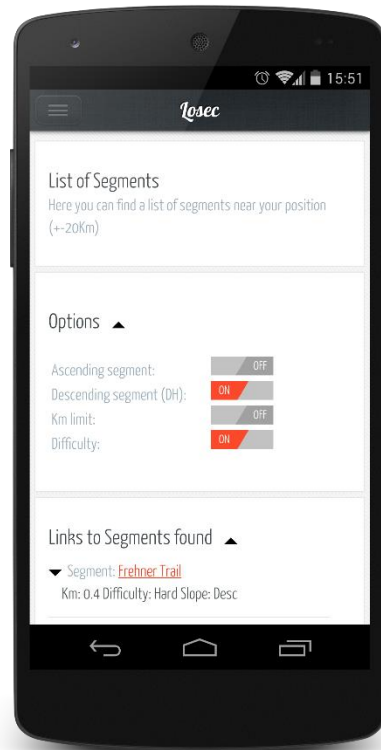 15:51
Losec
List of Segments
Here you can find a list of segments near your position
(+-20Km)
Options
Ascending segment: OFF
Descending segment (DH): ON
Km limit: OFF
Difficulty: ON
Links to Segments found
Segment: Frehner Trail
Km: 0.4 Difficulty: Hard Slope: Desc